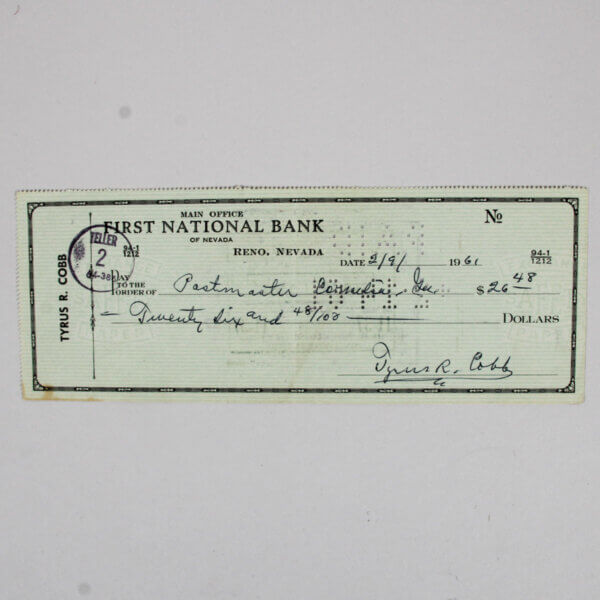 MAIN OFFICE
FIRST NATIONAL BANK
OF NEVADA
RENO, NEVADA
No
TELLER
2
94-1
1212
DATE 2/9/ 1961
94-1
1212
TYRUS R. COBB
PAY TO THE ORDER OF Postmaster Cornelia, Ga. $26 48
Twenty six and 48/100 DOLLARS
Tyrus R. Cobb